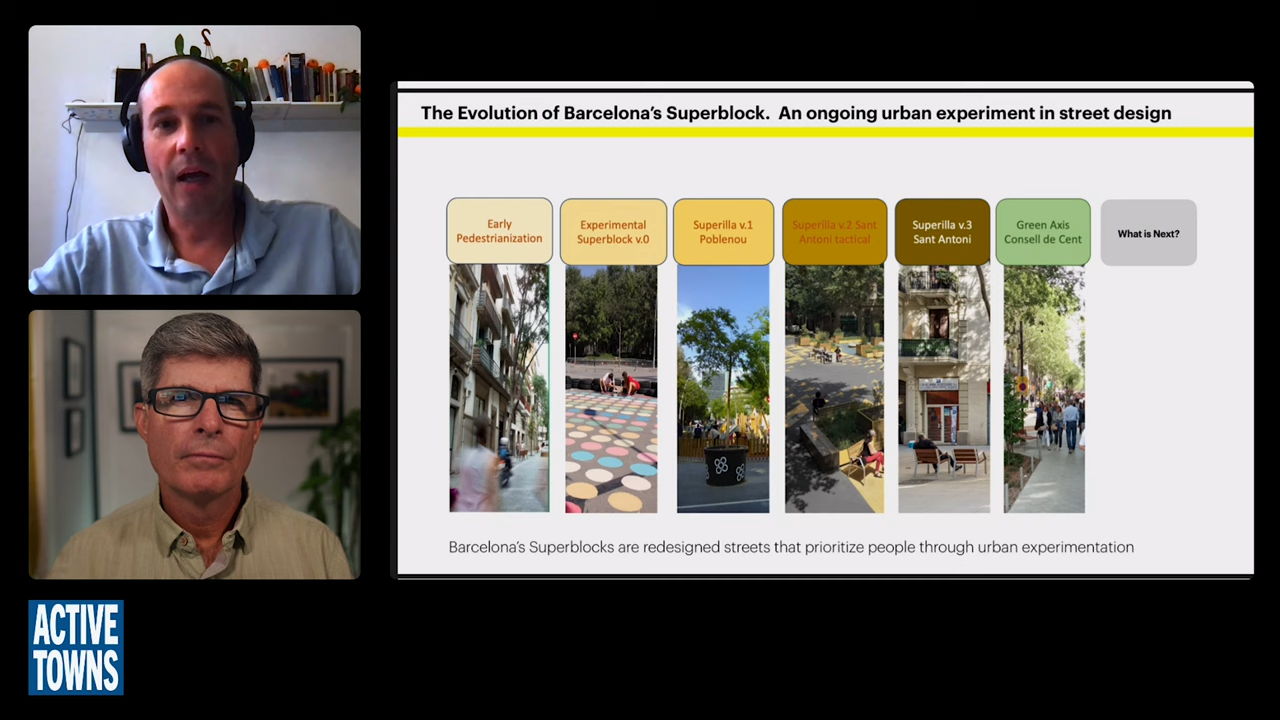 The Evolution of Barcelona's Superblock. An ongoing urban experiment in street design
Early
Pedestrianization
Experimental
Superblock v.0
Superilla v.1
Poblenou
Superilla v.2 Sant
Antoni tactical
Superilla v.3
Sant Antoni
Green Axis
Consell de Cent
What is Next?
Barcelona's Superblocks are redesigned streets that prioritize people through urban experimentation
ACTIVE
TOWNS